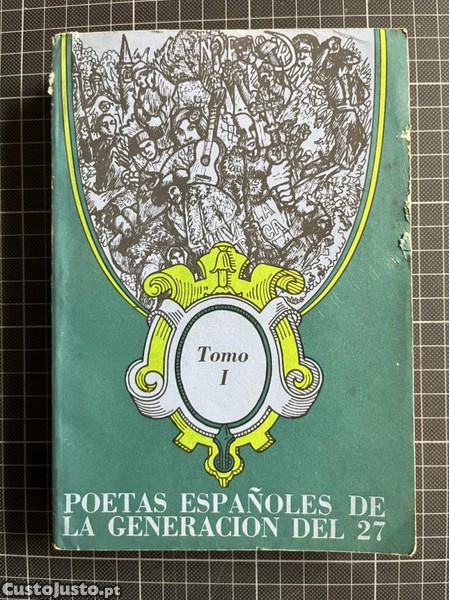 Tomo
I
POETAS ESPAÑOLES DE
LA GENERACION DEL 27
CustoJusto.pt